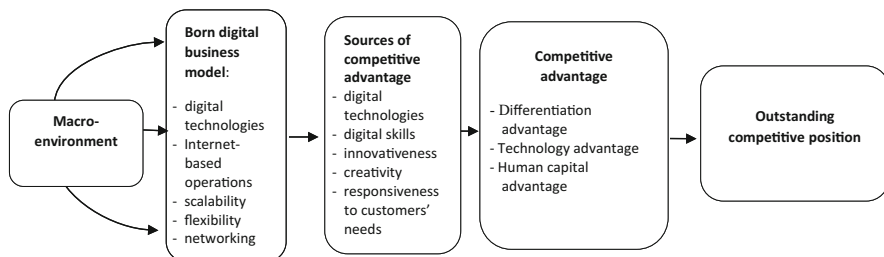 Macro-
environment
Born digital
business
model:
- digital
technologies
- Internet-
based
operations
- scalability
- flexibility
- networking
Sources of
competitive
advantage
- digital
technologies
- digital skills
- innovativeness
- creativity
- responsiveness
to customers’
needs
Competitive
advantage
- Differentiation
advantage
- Technology advantage
- Human capital
advantage
Outstanding
competitive position